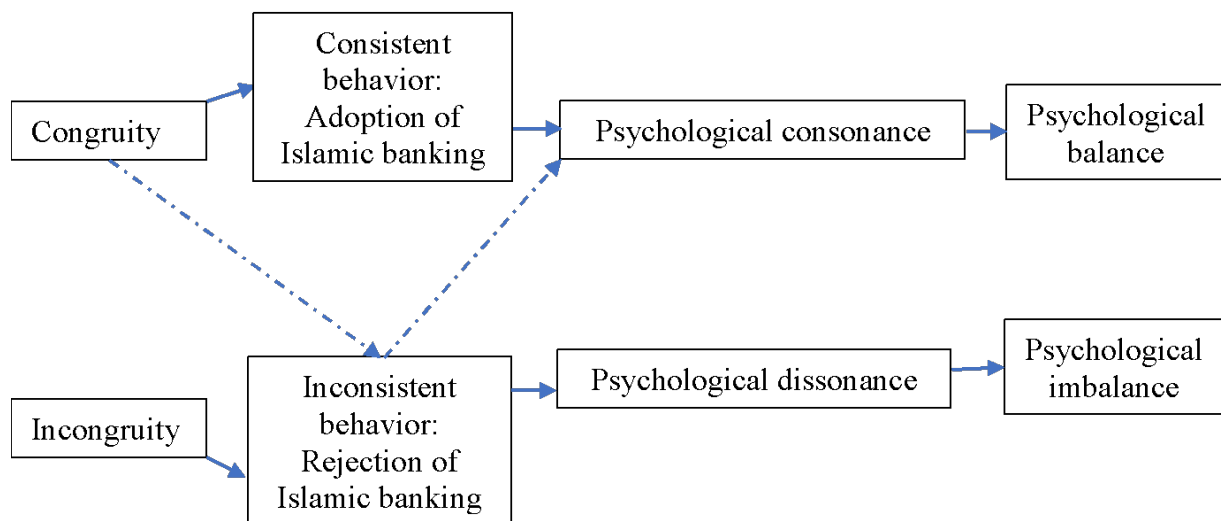 Congruity
Consistent
behavior:
Adoption of
Islamic banking
Psychological consonance
Psychological
balance
Incongruity
Inconsistent
behavior:
Rejection of
Islamic banking
Psychological dissonance
Psychological
imbalance